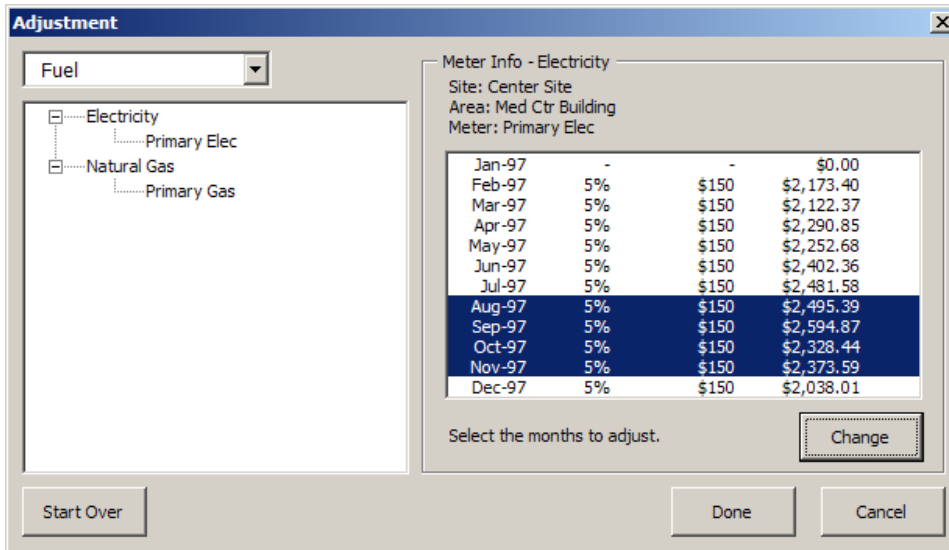 Adjustment
Fuel
Electricity
Primary Elec
Natural Gas
Primary Gas
Meter Info - Electricity
Site: Center Site
Area: Med Ctr Building
Meter: Primary Elec
Jan-97 - - $0.00
Feb-97 5% $150 $2,173.40
Mar-97 5% $150 $2,122.37
Apr-97 5% $150 $2,290.85
May-97 5% $150 $2,252.68
Jun-97 5% $150 $2,402.36
Jul-97 5% $150 $2,481.58
Aug-97 5% $150 $2,495.39
Sep-97 5% $150 $2,594.87
Oct-97 5% $150 $2,328.44
Nov-97 5% $150 $2,373.59
Dec-97 5% $150 $2,038.01
Select the months to adjust.
Change
Start Over
Done
Cancel